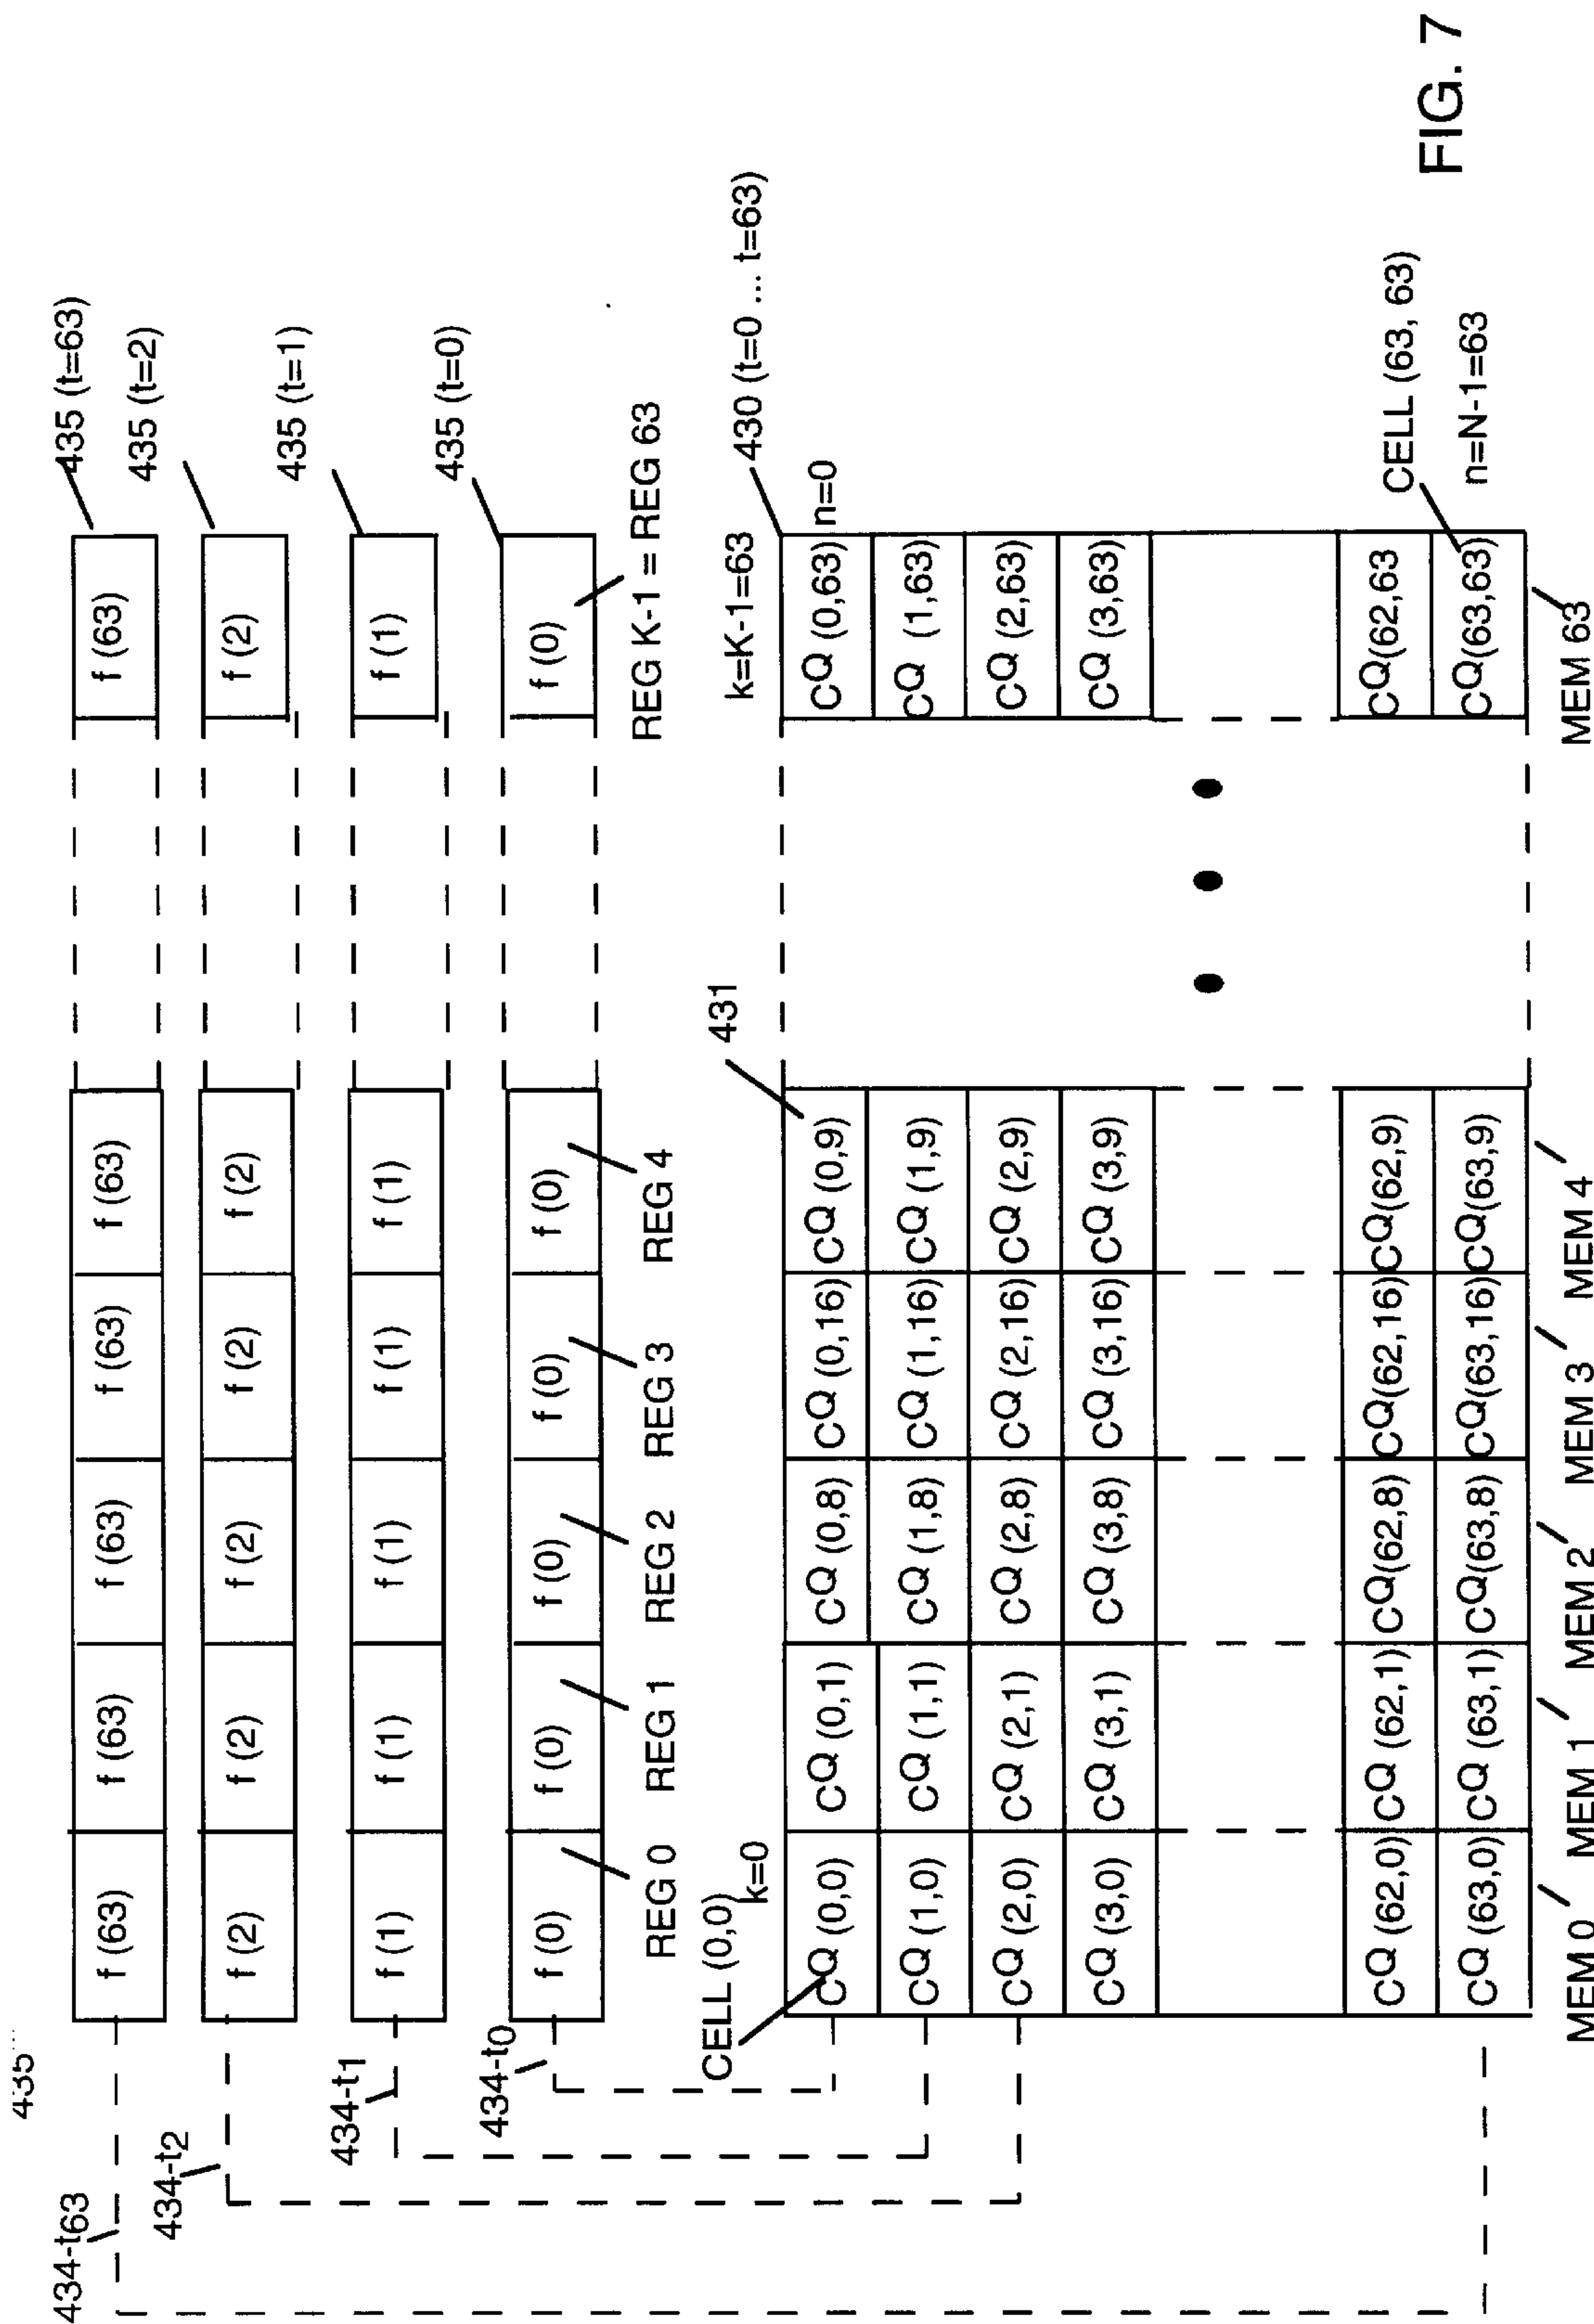 435
434-t63
434-t2
434-t1
434-t0
f (63) f (63) f (63) f (63) f (63) f (63)
435 (t=63)
f (2) f (2) f (2) f (2) f (2) f (2)
435 (t=2)
f (1) f (1) f (1) f (1) f (1) f (1)
435 (t=1)
f (0) f (0) f (0) f (0) f (0) f (0)
435 (t=0)
REG 0 REG 1 REG 2 REG 3 REG 4 REG K-1 = REG 63
CELL (0,0)
k=0
431
k=K-1=63
430 (t=0 ... t=63)
n=0
CQ (0,0) CQ (0,1) CQ (0,8) CQ (0,16) CQ (0,9) CQ (0,63)
CQ (1,0) CQ (1,1) CQ (1,8) CQ (1,16) CQ (1,9) CQ (1,63)
CQ (2,0) CQ (2,1) CQ (2,8) CQ (2,16) CQ (2,9) CQ (2,63)
CQ (3,0) CQ (3,1) CQ (3,8) CQ (3,16) CQ (3,9) CQ (3,63)
CQ (62,0) CQ (62,1) CQ(62,8) CQ(62,16) CQ(62,9) CQ(62,63
CQ (63,0) CQ (63,1) CQ(63,8) CQ(63,16) CQ(63,9) CQ(63,63)
CELL (63, 63)
n=N-1=63
MEM 0 MEM 1 MEM 2 MEM 3 MEM 4 MEM 63
FIG. 7